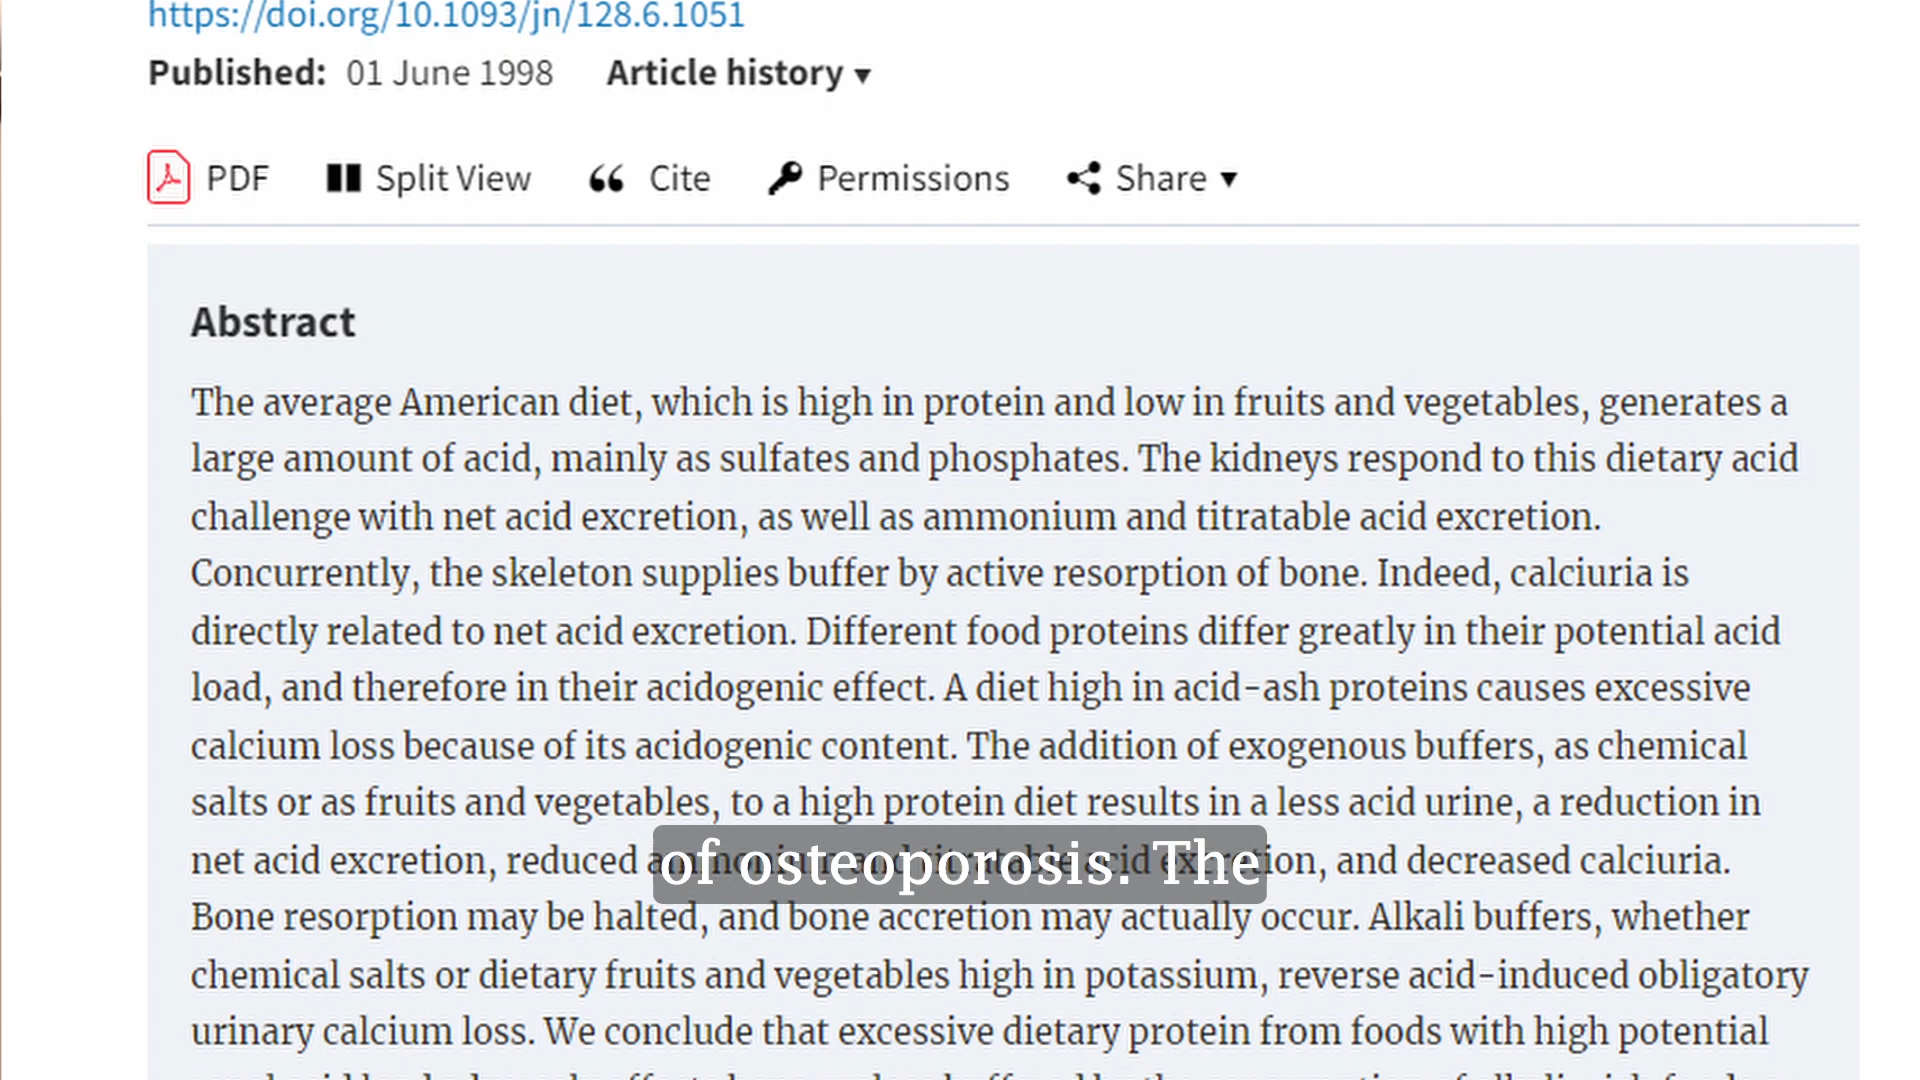 https://doi.org/10.1093/jn/128.6.1051
Published: 01 June 1998 Article history ▼
PDF Split View Cite Permissions Share ▼
Abstract
The average American diet, which is high in protein and low in fruits and vegetables, generates a
large amount of acid, mainly as sulfates and phosphates. The kidneys respond to this dietary acid
challenge with net acid excretion, as well as ammonium and titratable acid excretion.
Concurrently, the skeleton supplies buffer by active resorption of bone. Indeed, calciuria is
directly related to net acid excretion. Different food proteins differ greatly in their potential acid
load, and therefore in their acidogenic effect. A diet high in acid-ash proteins causes excessive
calcium loss because of its acidogenic content. The addition of exogenous buffers, as chemical
salts or as fruits and vegetables, to a high protein diet results in a less acid urine, a reduction in
net acid excretion, reduced ammonium and titratable acid excretion, and decreased calciuria.
of osteoporosis. The
Bone resorption may be halted, and bone accretion may actually occur. Alkali buffers, whether
chemical salts or dietary fruits and vegetables high in potassium, reverse acid-induced obligatory
urinary calcium loss. We conclude that excessive dietary protein from foods with high potential